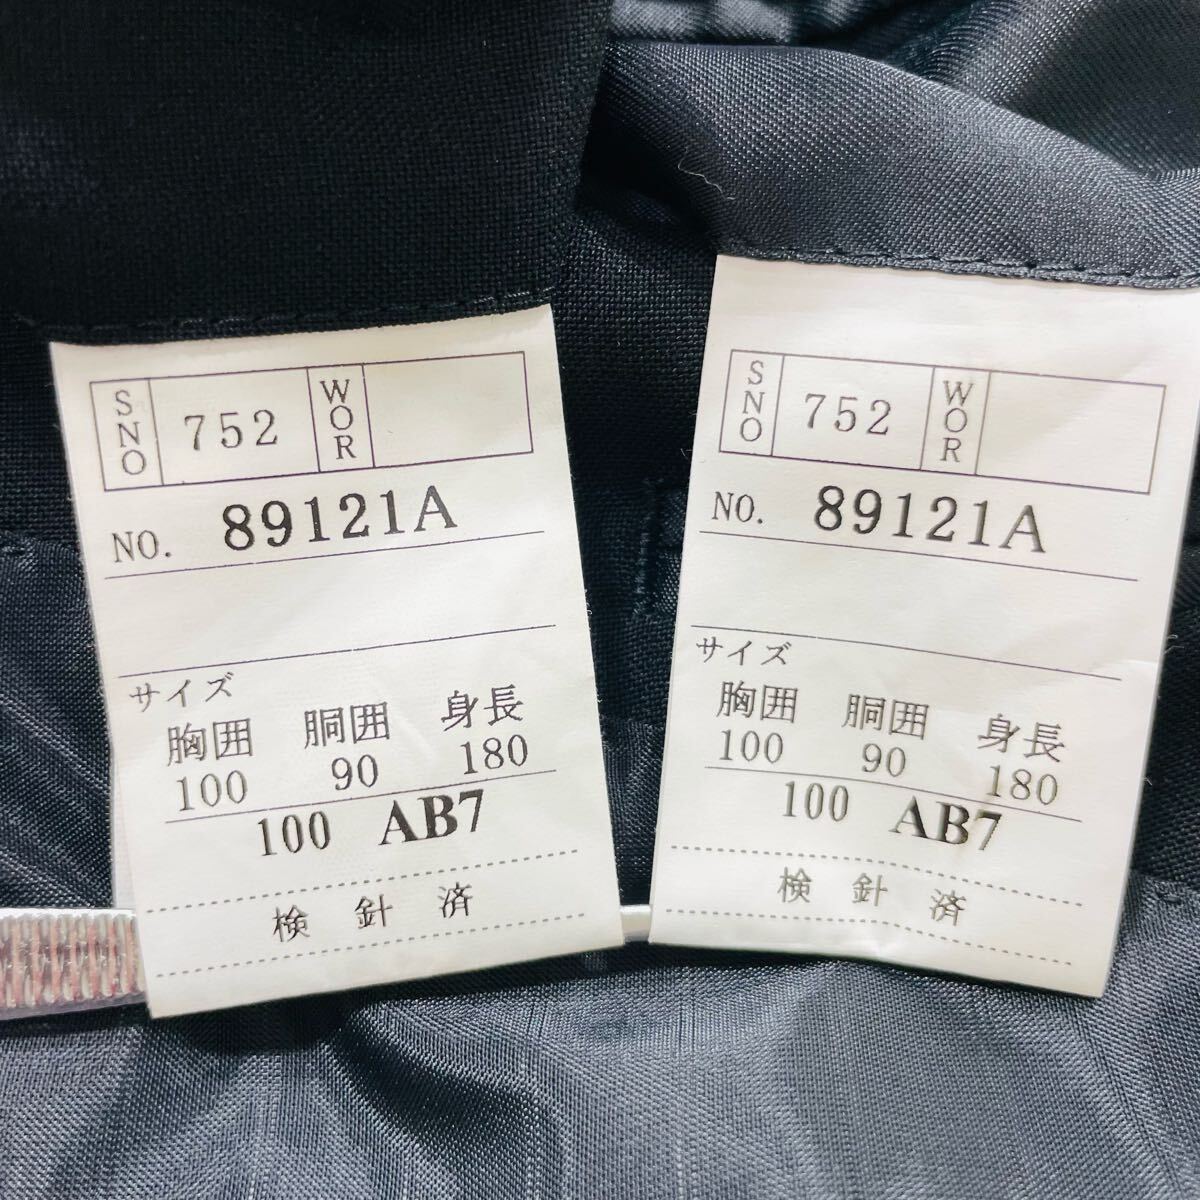 SNO 752 WOR
NO. 89121A
サイズ
胸囲 胴囲 身長
100 90 180
100 AB7
検 針 済
SNO 752 WOR
NO. 89121A
サイズ
胸囲 胴囲 身長
100 90 180
100 AB7
検 針 済